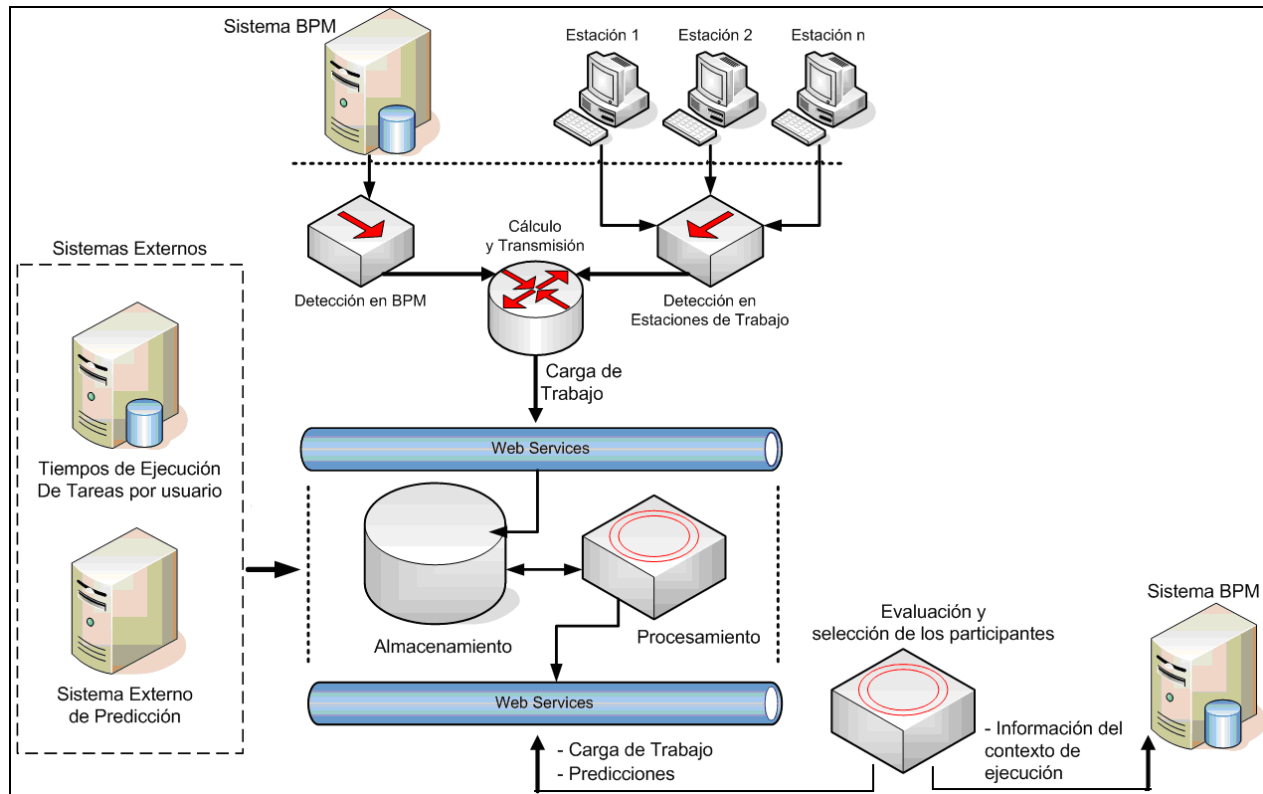 Sistema BPM
Estación 1
Estación 2
Estación n
Cálculo
y Transmisión
Sistemas Externos
Detección en BPM
Detección en
Estaciones de Trabajo
Carga de
Trabajo
Web Services
Tiempos de Ejecución
De Tareas por usuario
Almacenamiento
Procesamiento
Evaluación y
selección de los participantes
Sistema BPM
Sistema Externo
de Predicción
Web Services
- Carga de Trabajo
- Predicciones
- Información del
contexto de
ejecución